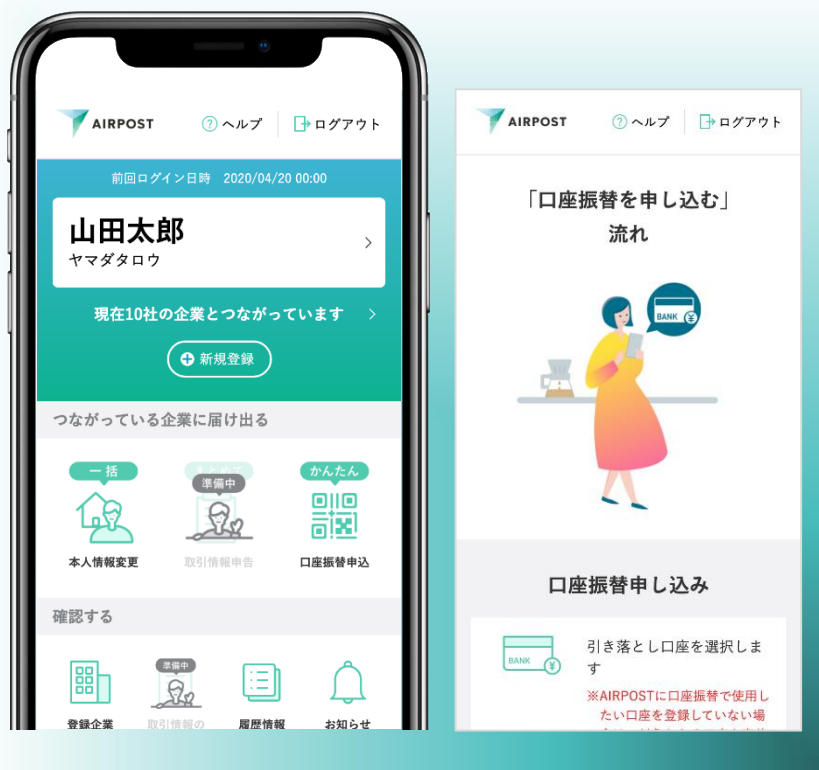 AIRPOST
ヘルプ
ログアウト
前回ログイン日時 2020/04/20 00:00
山田太郎
ヤマダタロウ
現在10社の企業とつながっています
新規登録
つながっている企業に届け出る
一括
準備中
かんたん
本人情報変更
取引情報申告
口座振替申込
確認する
準備中
登録企業
取引情報の
履歴情報
お知らせ
AIRPOST
ヘルプ
ログアウト
「口座振替を申し込む」
流れ
BANK ¥
口座振替申し込み
BANK ¥
引き落とし口座を選択しま
す
※AIRPOSTに口座振替で使用し
たい口座を登録していない場